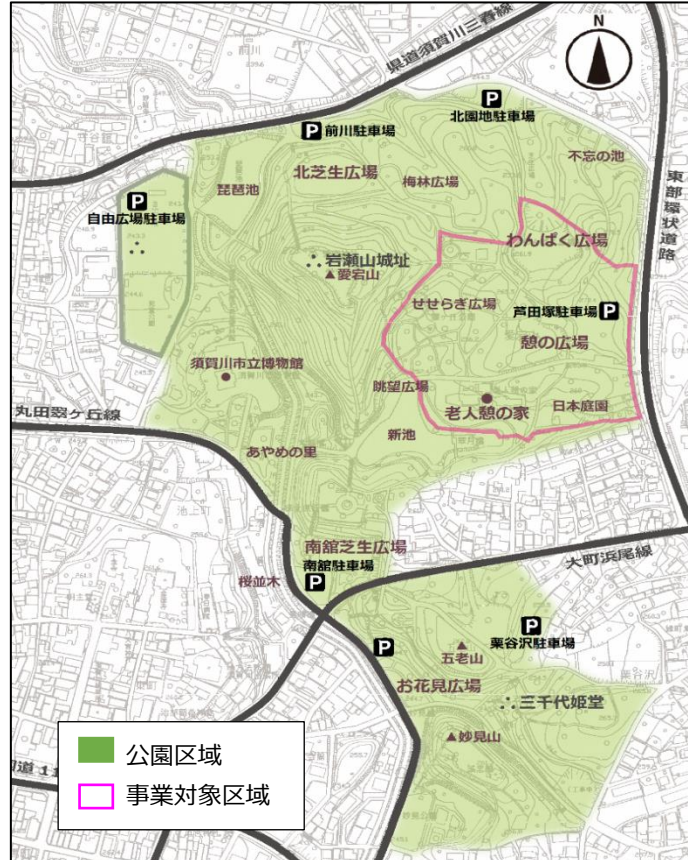 N
県道須賀川三春線
前川
P
北園地駐車場
P 前川駐車場
不忘の池
北芝生広場
梅林広場
琵琶池
P
自由広場駐車場
東部環状道路
わんぱく広場
岩瀬山城址
▲愛宕山
せせらぎ広場
芦田塚駐車場 P
憩の広場
須賀川市立博物館
眺望広場
老人憩の家
日本庭園
丸田翠ヶ丘線
新池
あやめの里
池上町
南舘芝生広場
南舘駐車場
P
大町浜尾線
桜並木
P
栗谷沢駐車場
P
▲
五老山
栗谷沢
お花見広場
三千代姫堂
▲妙見山
公園区域
事業対象区域